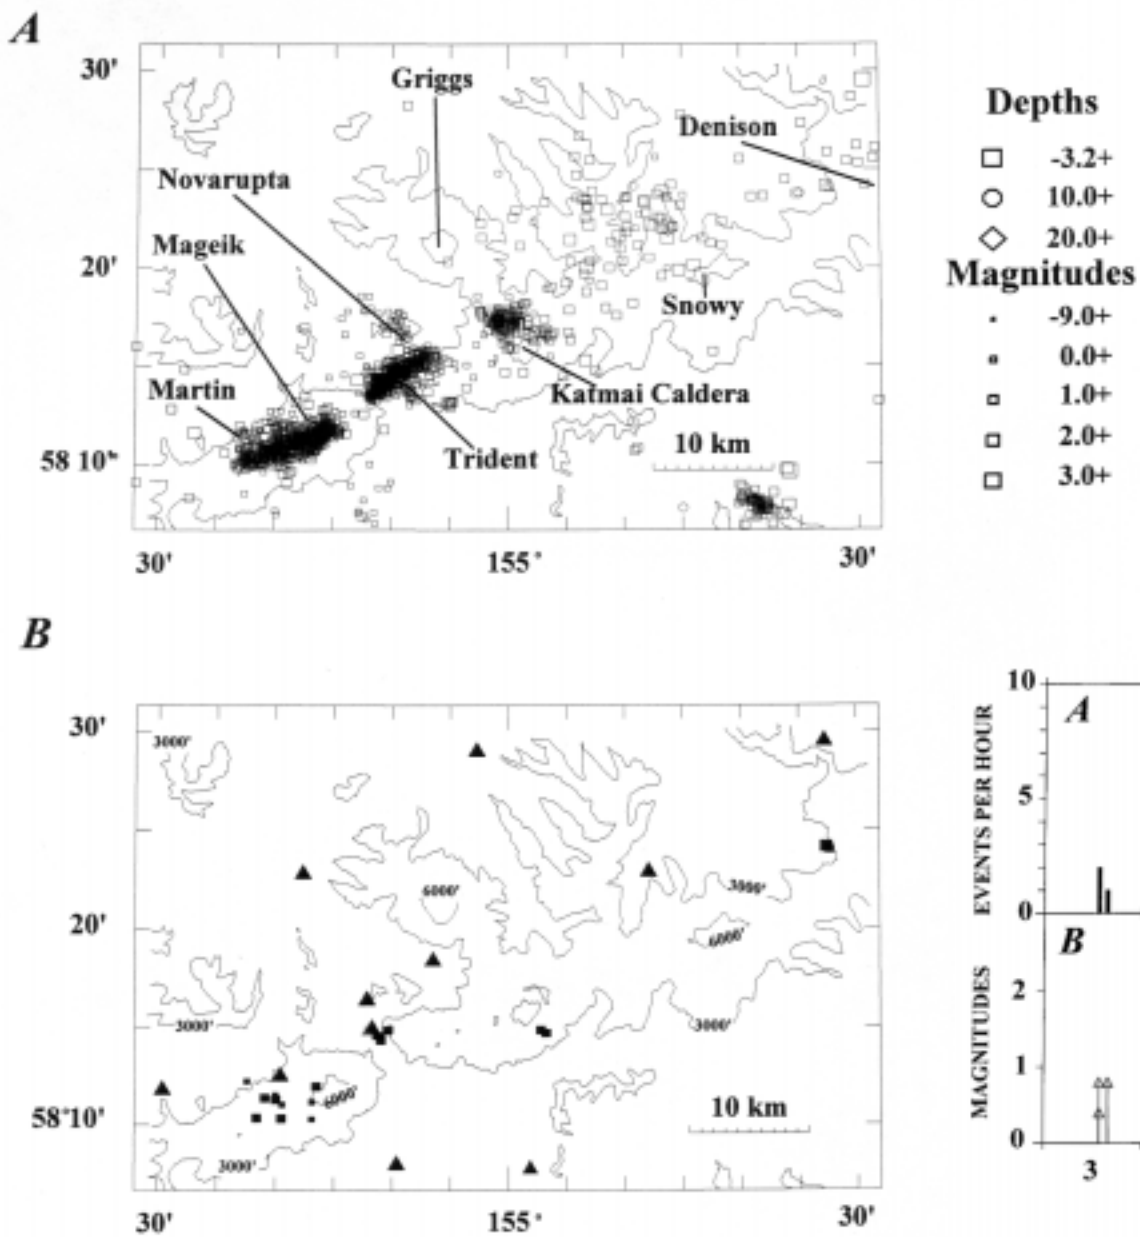 A
30'
Griggs
Denison
Novarupta
Mageik
20'
Snowy
Martin
Katmai Caldera
10 km
Trident
58 10'
30'
155°
30'
Depths
-3.2+
10.0+
20.0+
Magnitudes
-9.0+
0.0+
1.0+
2.0+
3.0+
B
30'
3000'
6000'
3000'
20'
6000'
3000'
3000'
6000'
10 km
58°10'
3000'
30'
155°
30'
10
A
EVENTS PER HOUR
5
0
B
MAGNITUDES
2
1
0
3